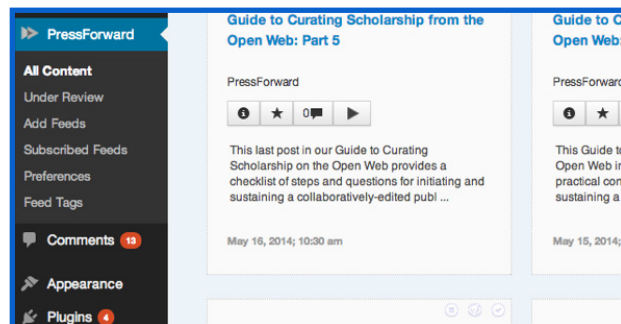 PressForward
All Content
Under Review
Add Feeds
Subscribed Feeds
Preferences
Feed Tags
Comments 13
Appearance
Plugins 4
Guide to Curating Scholarship from the
Open Web: Part 5
PressForward
0
This last post in our Guide to Curating
Scholarship on the Open Web provides a
checklist of steps and questions for initiating and
sustaining a collaboratively-edited publ ...
May 16, 2014; 10:30 am
Guide to C
Open Web:
PressForward
This Guide to
Open Web in
practical con
sustaining a
May 15, 2014;